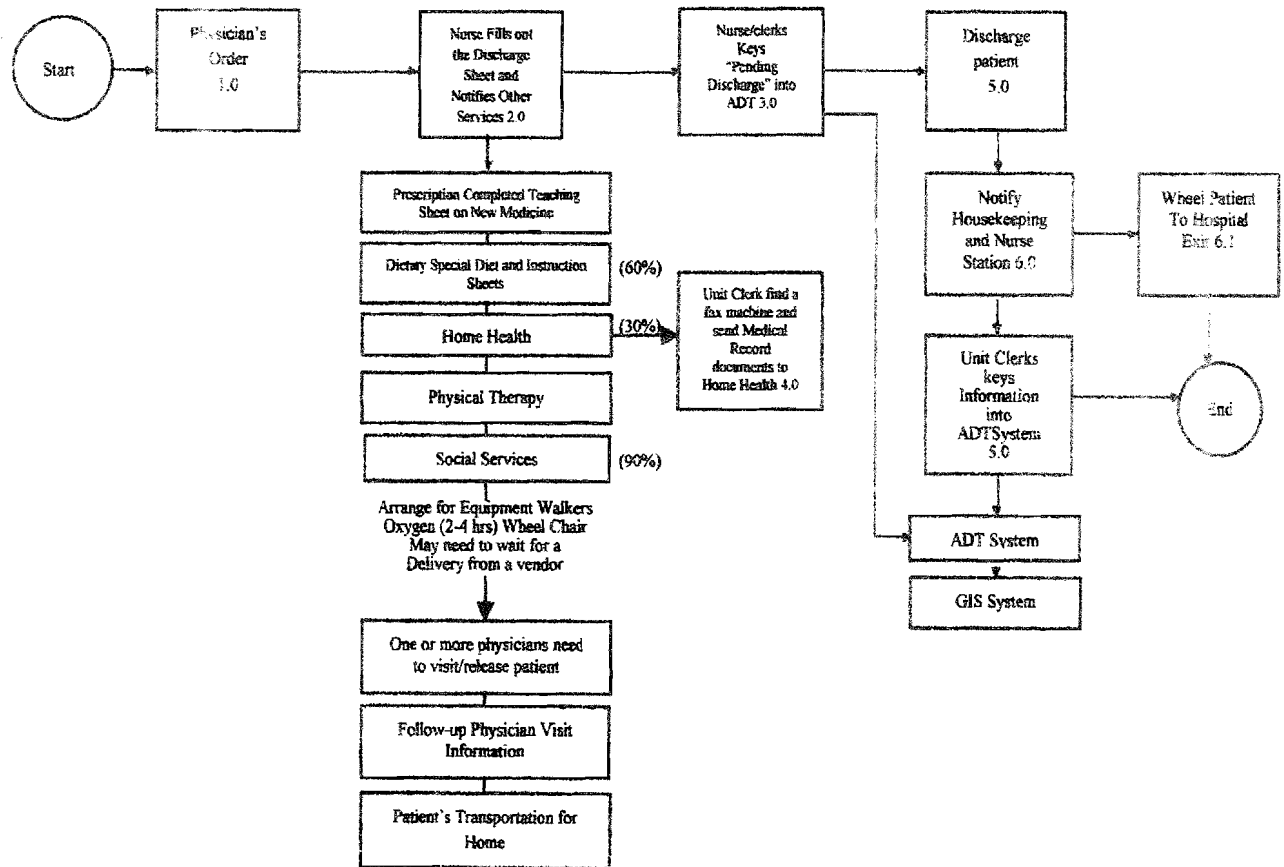 Start
Physician's
Order
1.0
Nurse Fills out
the Discharge
Sheet and
Notifies Other
Services 2.0
Nurse/clerks
Keys
"Pending
Discharge" into
ADT 3.0
Discharge
patient
5.0
Prescription Completed Teaching
Sheet on New Medicine
Dietary Special Diet and Instruction
Sheets
(60%)
Home Health
(30%)
Physical Therapy
Social Services
(90%)
Unit Clerk find a
fax machine and
send Medical
Record
documents to
Home Health 4.0
Arrange for Equipment Walkers
Oxygen (2-4 hrs) Wheel Chair
May need to wait for a
Delivery from a vendor
One or more physicians need
to visit/release patient
Follow-up Physician Visit
Information
Patient's Transportation for
Home
Notify
Housekeeping
and Nurse
Station 6.0
Wheel Patient
To Hospital
Exit 6.1
Unit Clerks
keys
Information
into
ADTSystem
5.0
End
ADT System
GIS System